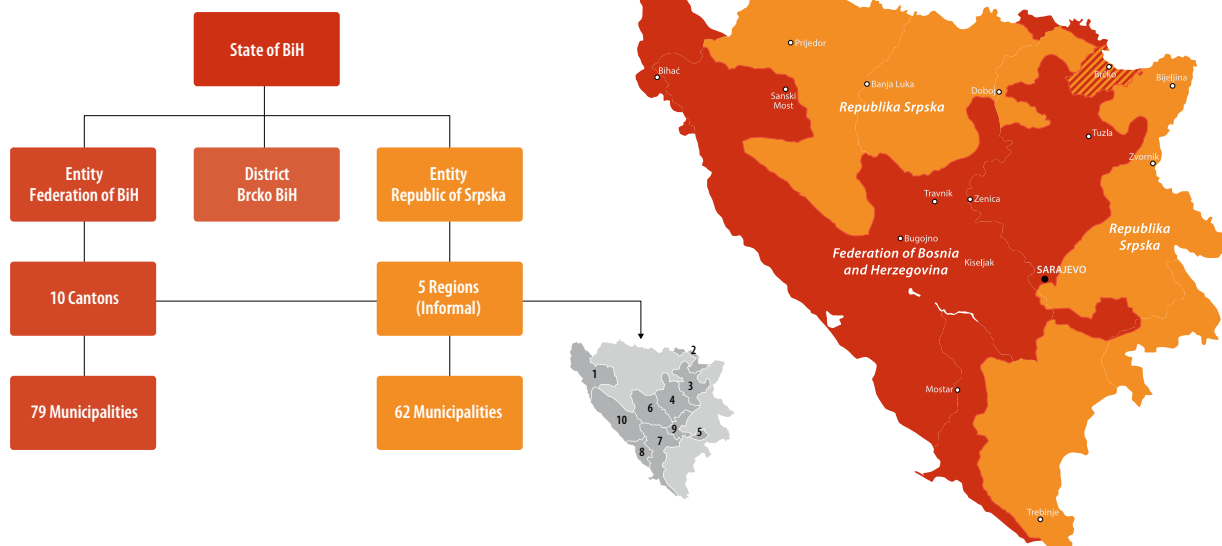 State of BiH
Entity
Federation of BiH
District
Brcko BiH
Entity
Republic of Srpska
10 Cantons
5 Regions
(Informal)
79 Municipalities
62 Municipalities
1
2
3
4
5
6
7
8
9
10
Prijedor
Bihać
Sanski
Most
Banja Luka
Republika Srpska
Doboj
Brčko
Bijeljina
Tuzla
Zvornik
Travnik
Zenica
Bugojno
Federation of Bosnia
and Herzegovina
Kiseljak
Republika
Srpska
SARAJEVO
Mostar
Trebinje